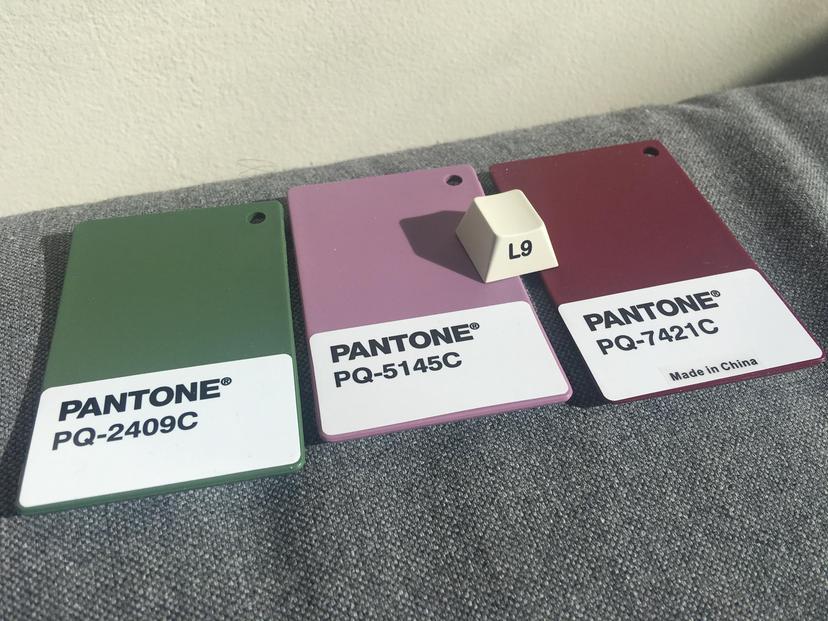 PANTONE®
PQ-2409C
PANTONE®
PQ-5145C
L9
PANTONE®
PQ-7421C
Made in China